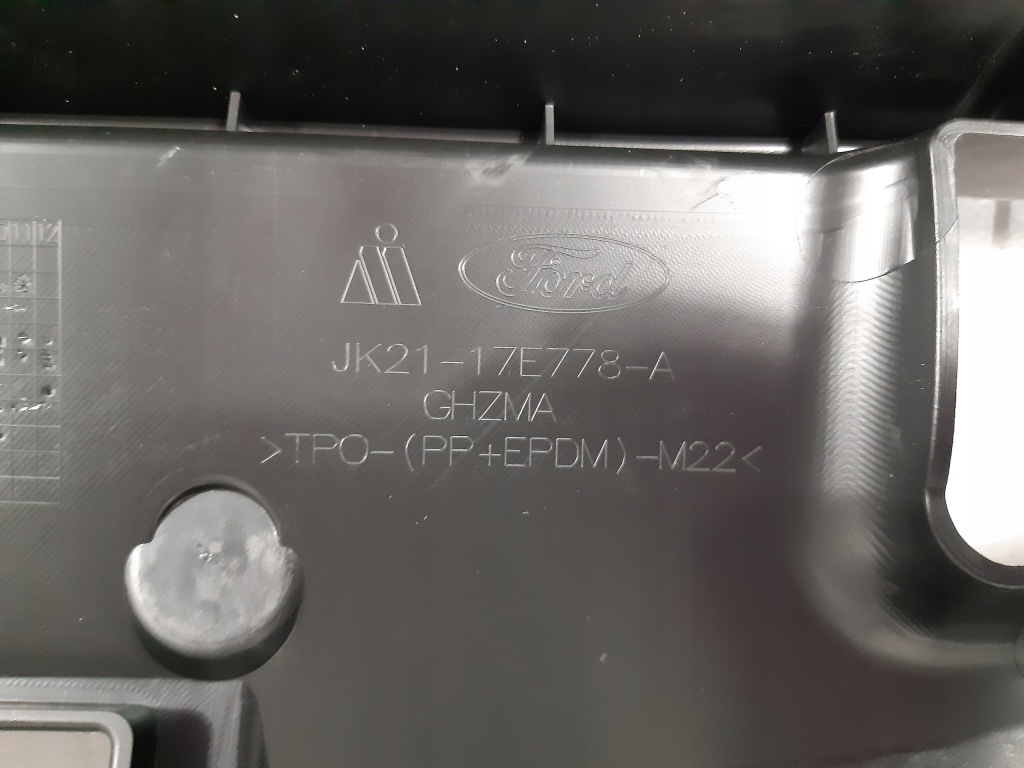 Ford
JK21-17E778-A
GHZMA
>TPO-(PP+EPDM)-M22<